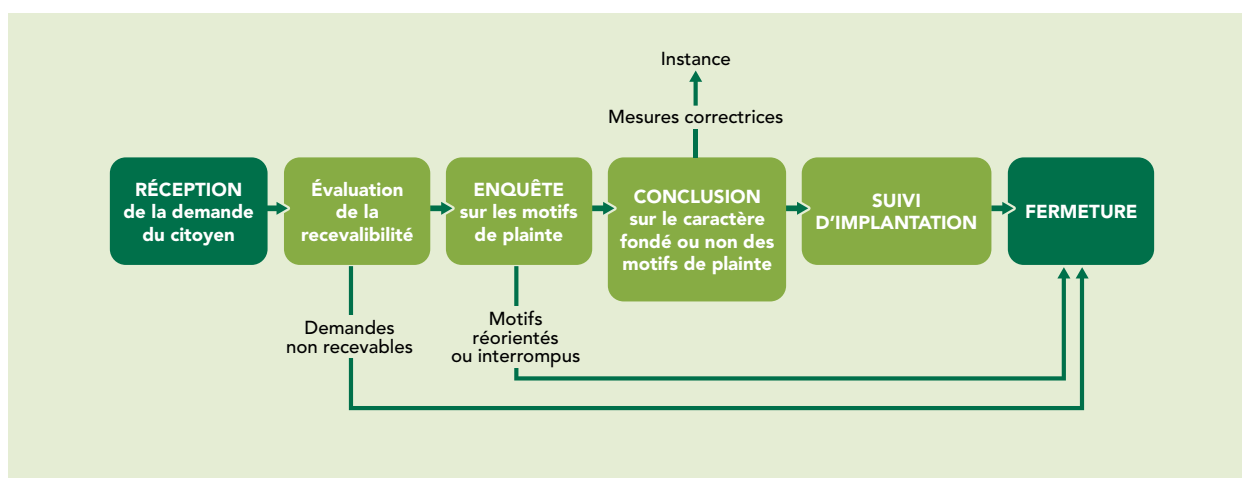 Instance
Mesures correctrices
RÉCEPTION
de la demande
du citoyen
Évaluation
de la
recevalibilité
ENQUÊTE
sur les motifs
de plainte
CONCLUSION
sur le caractère
fondé ou non des
motifs de plainte
SUIVI
D'IMPLANTATION
FERMETURE
Demandes
non recevables
Motifs
réorientés
ou interrompus